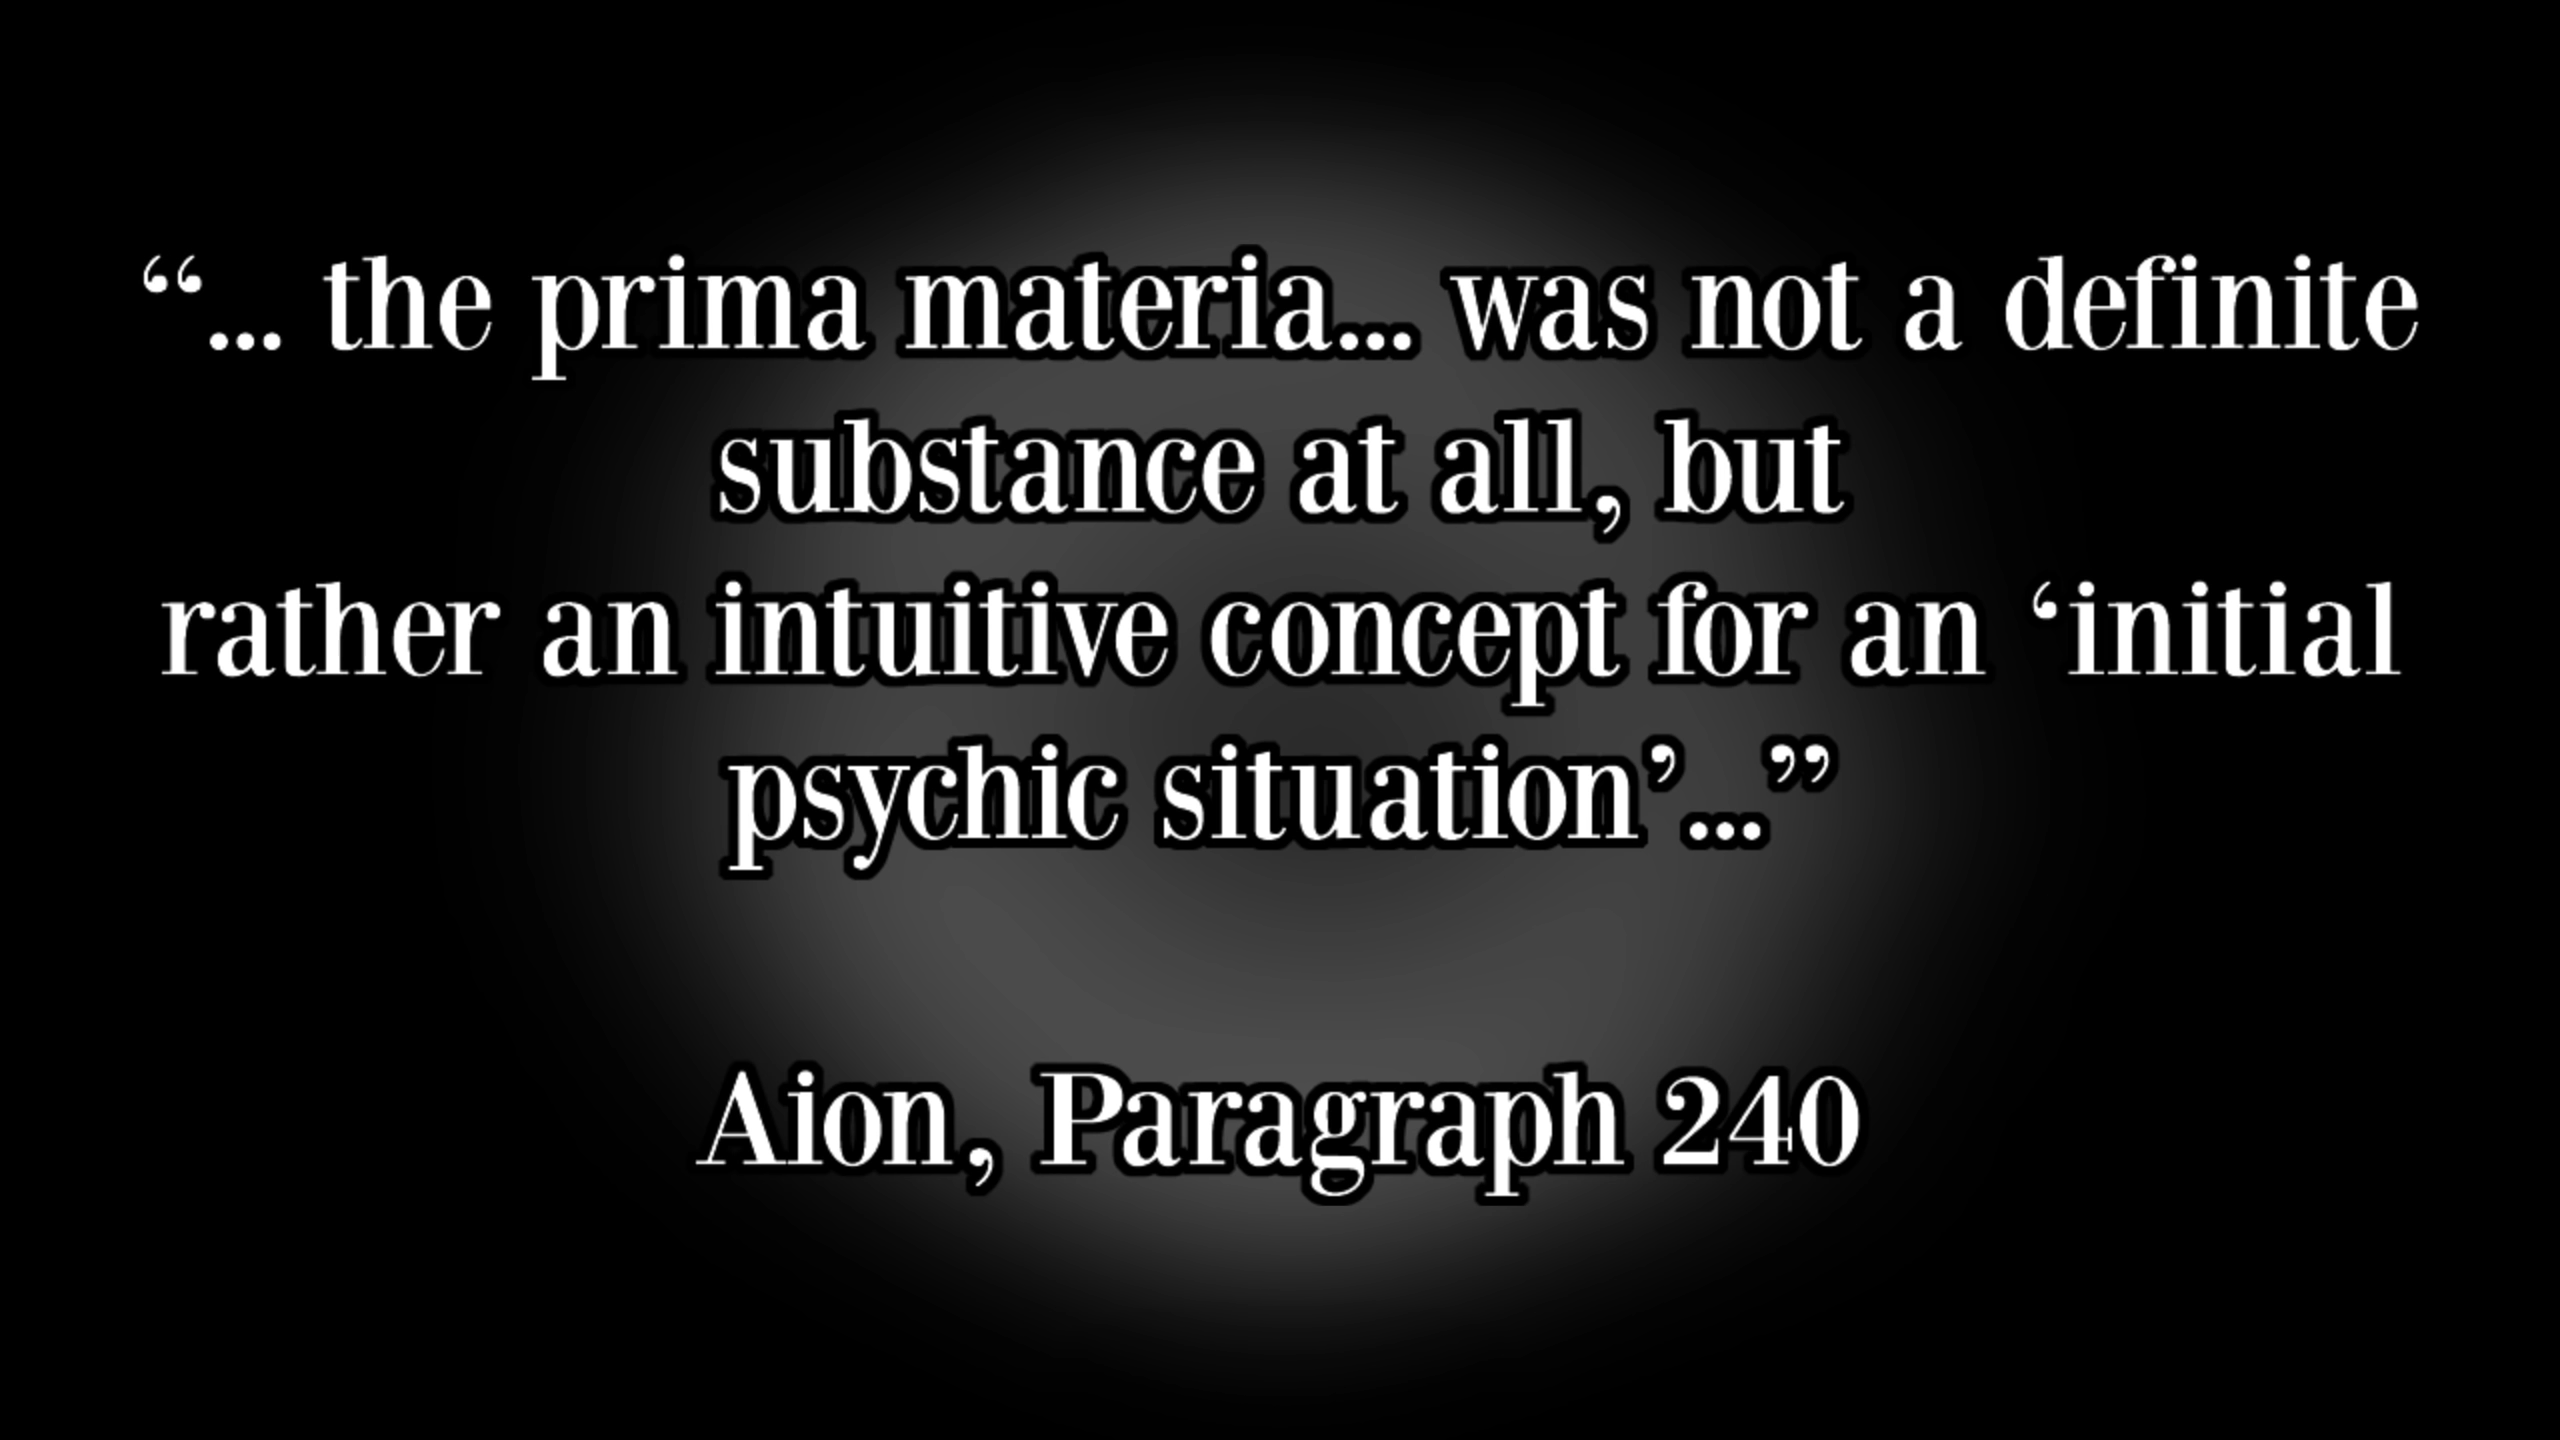 “... the prima materia... was not a definite
substance at all, but
rather an intuitive concept for an ‘initial
psychic situation’...”
Aion, Paragraph 240